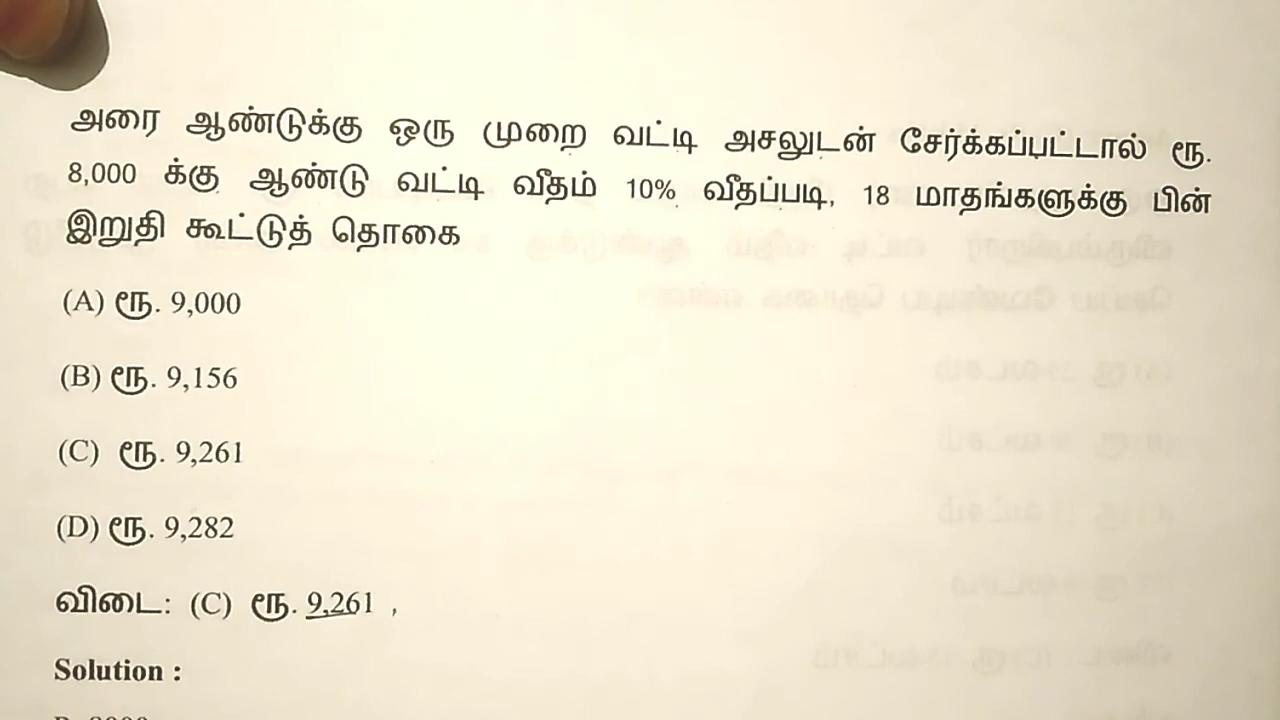 அரை ஆண்டுக்கு ஒரு முறை வட்டி அசலுடன் சேர்க்கப்பட்டால் ரூ.
8,000 க்கு ஆண்டு வட்டி வீதம் 10% வீதப்படி, 18 மாதங்களுக்கு பின்
இறுதி கூட்டுத் தொகை
(A) ரூ. 9,000
(B) ரூ. 9,156
(C) ரூ. 9,261
(D) ரூ. 9,282
விடை: (C) ரூ. 9,261 ,
Solution :